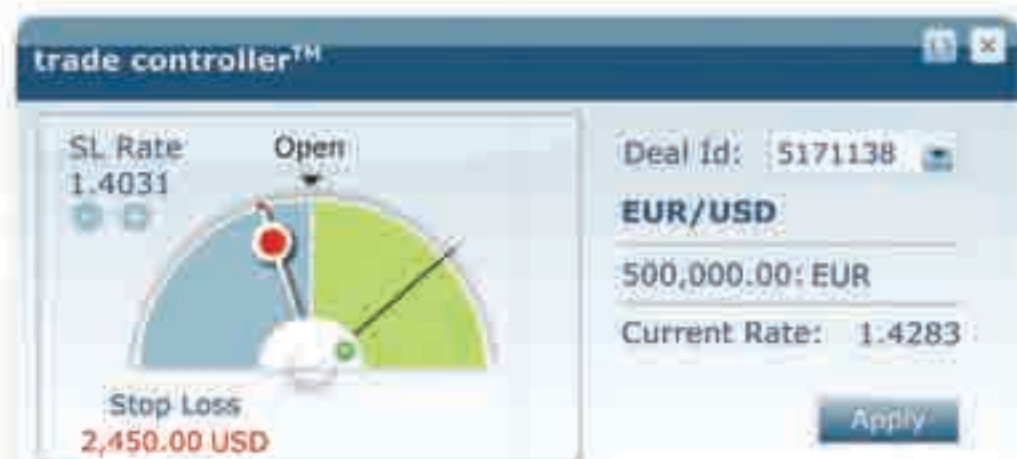 trade controller™
SL Rate
1.4031
Open
Stop Loss
2,450.00 USD
Deal Id: 5171138
EUR/USD
500,000.00: EUR
Current Rate: 1.4283
Apply